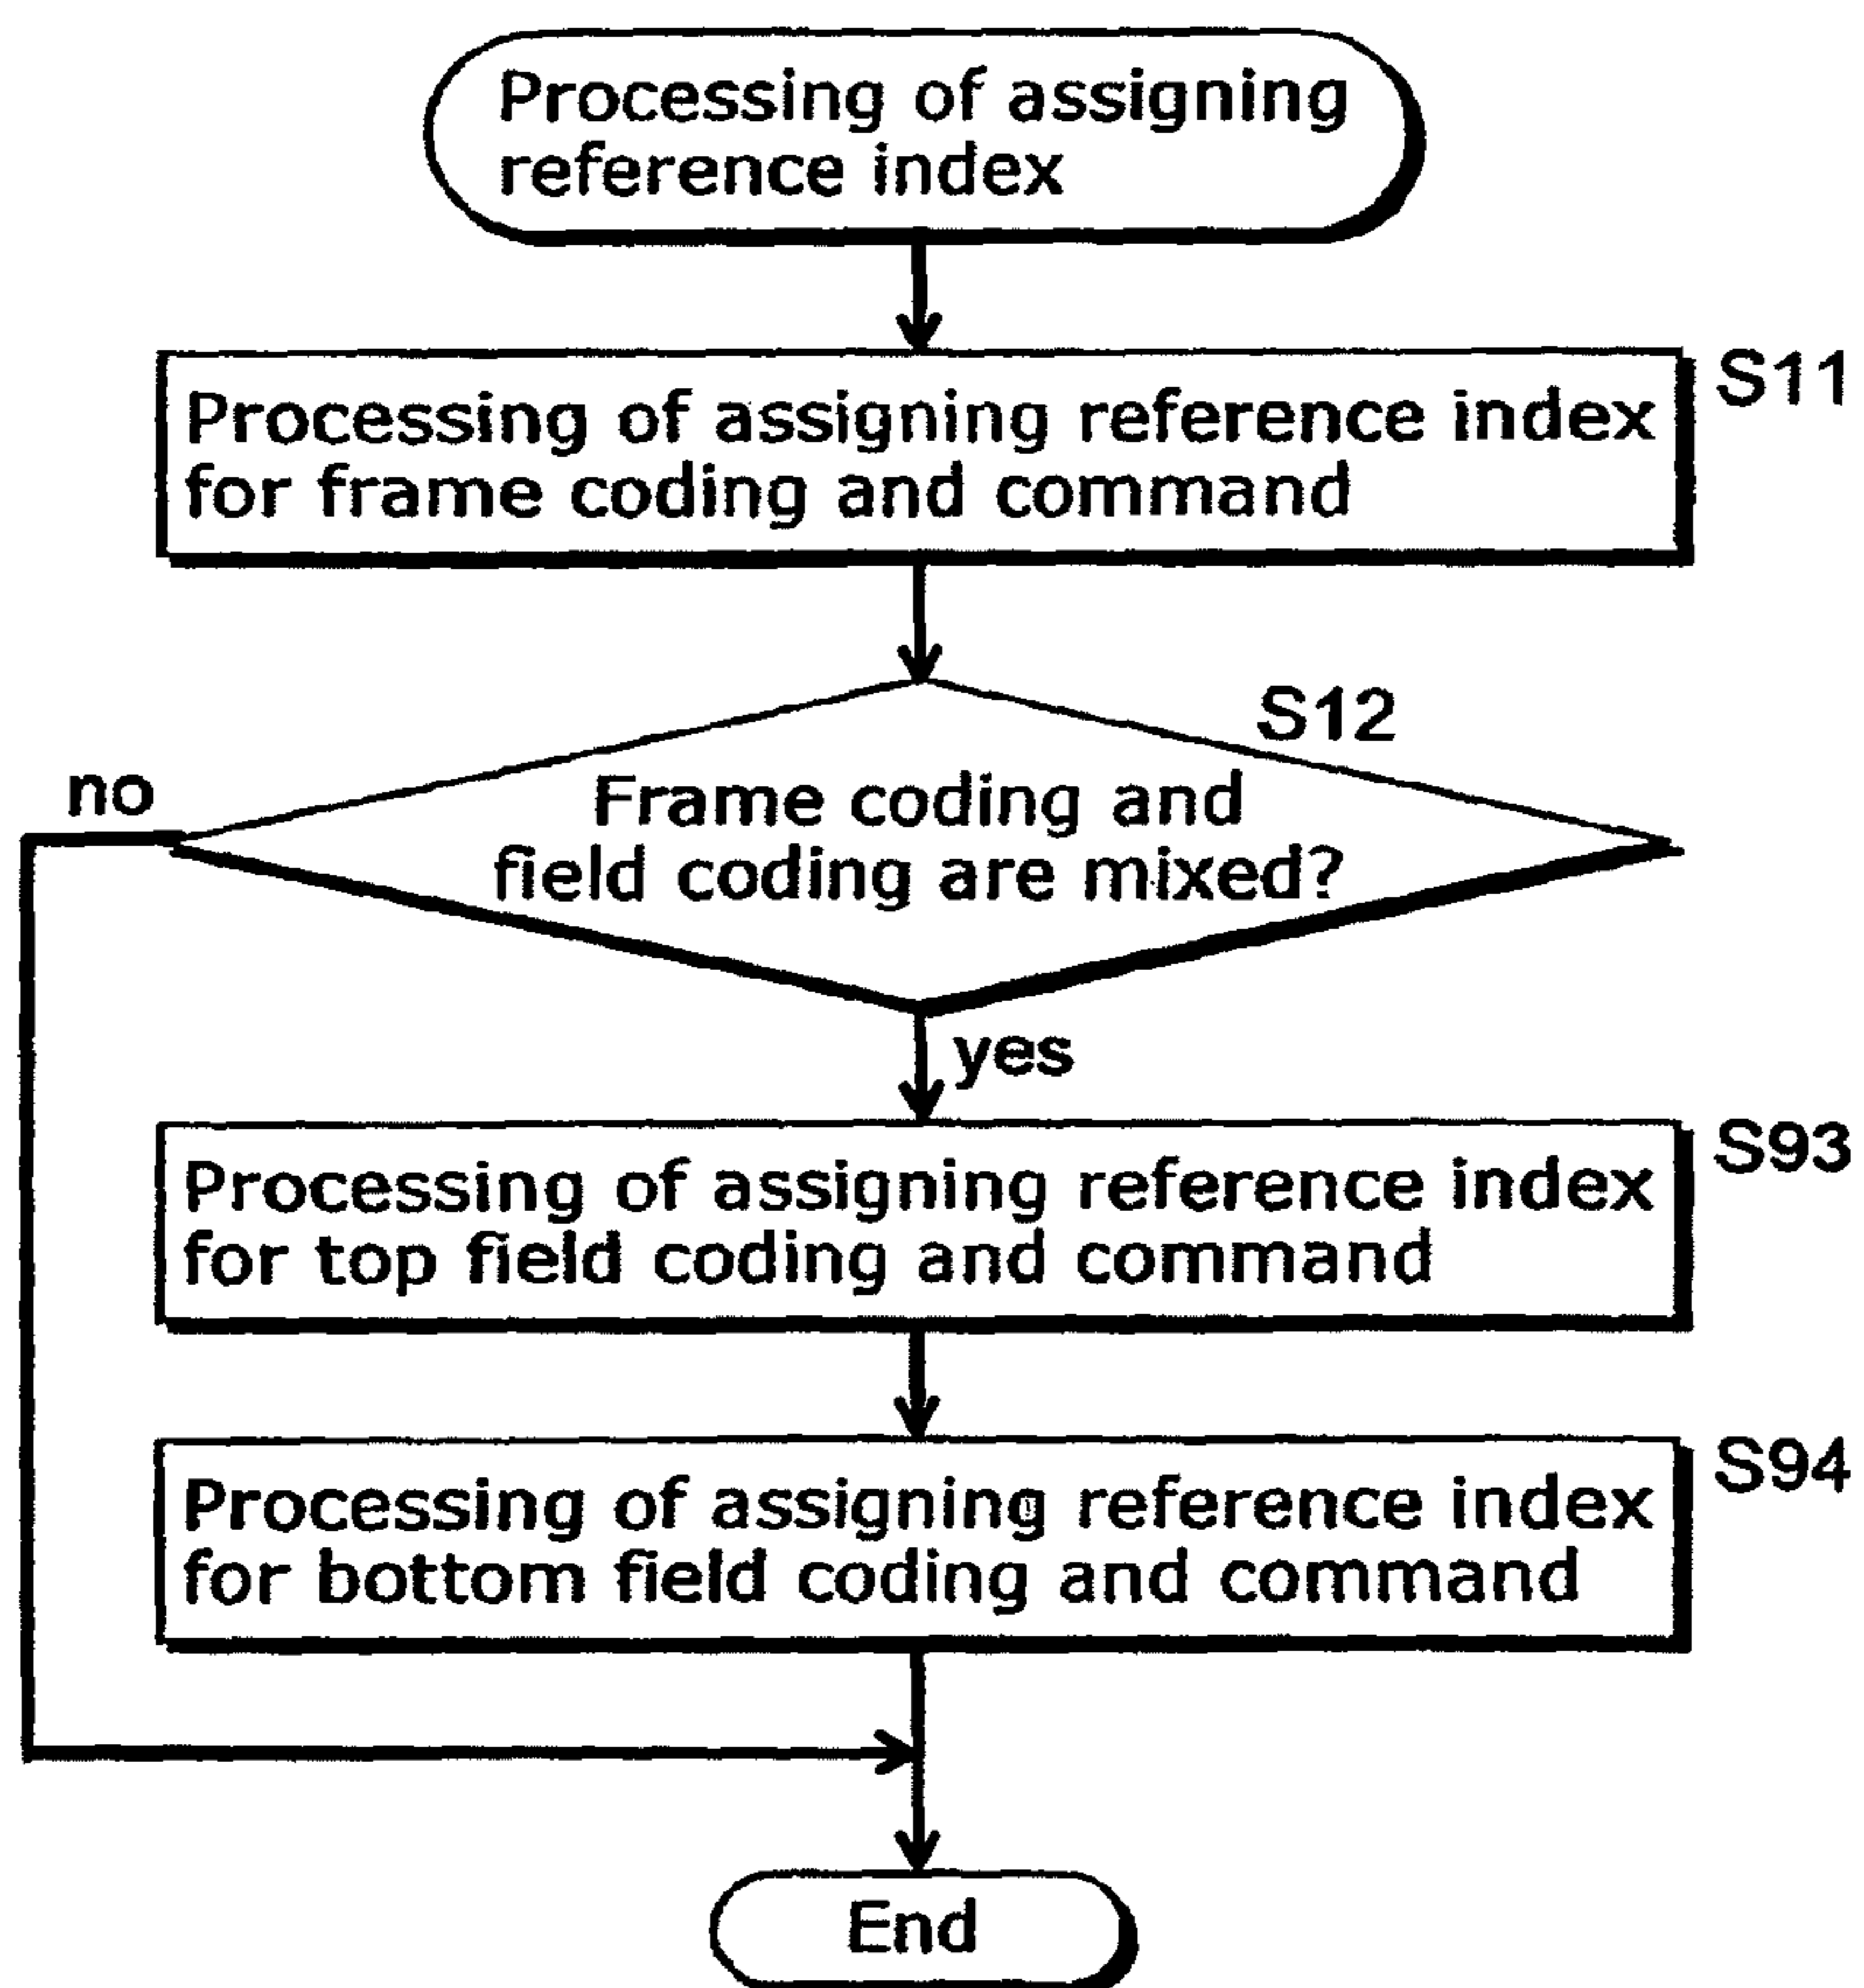 Processing of assigning
reference index
Processing of assigning reference index
for frame coding and command
S11
S12
Frame coding and
field coding are mixed?
no
yes
Processing of assigning reference index
for top field coding and command
S93
Processing of assigning reference index
for bottom field coding and command
S94
End